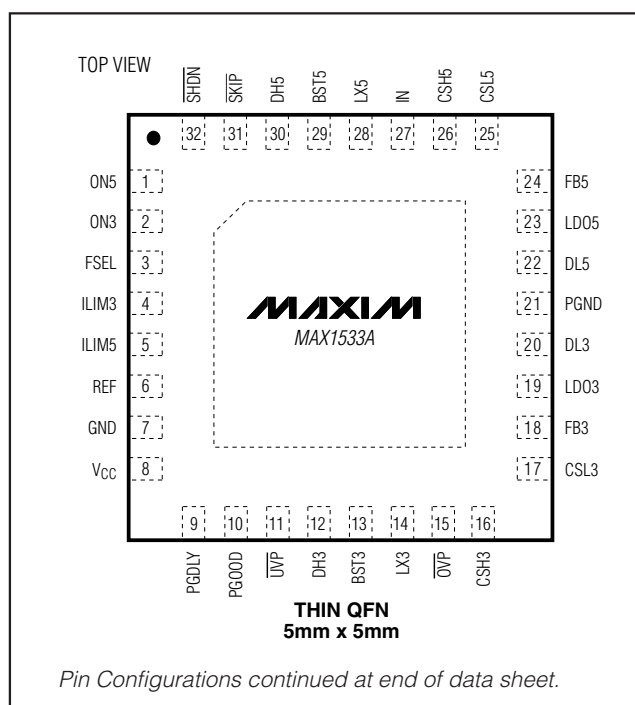 TOP VIEW
S̅H̅D̅N̅
S̅K̅I̅P̅
DH5
BST5
LX5
IN
CSH5
CSL5
32 31 30 29 28 27 26 25
ON5 1
ON3 2
FSEL 3
ILIM3 4
ILIM5 5
REF 6
GND 7
VCC 8
MAXIM
MAX1533A
24 FB5
23 LDO5
22 DL5
21 PGND
20 DL3
19 LDO3
18 FB3
17 CSL3
9 10 11 12 13 14 15 16
PGDLY
PGOOD
U̅V̅P̅
DH3
BST3
LX3
O̅V̅P̅
CSH3
THIN QFN
5mm x 5mm
Pin Configurations continued at end of data sheet.